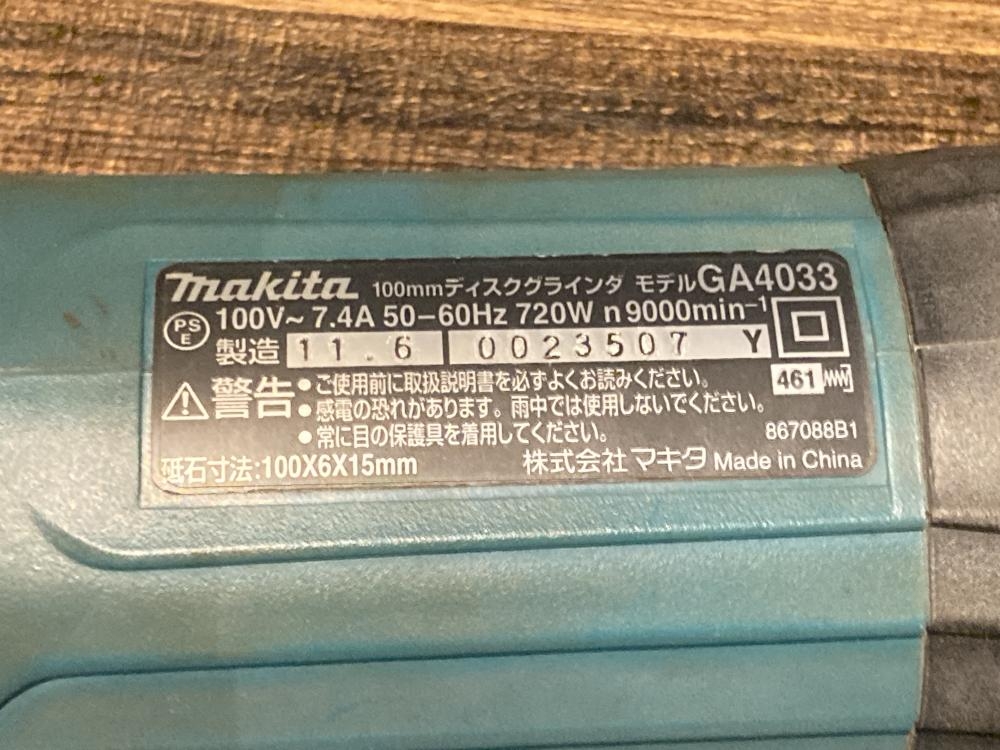 makita 100mmディスクグラインダ モデルGA4033
PSE 100V～ 7.4A 50–60Hz 720W n 9000min⁻¹
製造 11.6 0023507 Y
警告 ●ご使用前に取扱説明書を必ずよくお読みください。 461
●感電の恐れがあります。雨中では使用しないでください。
●常に目の保護具を着用してください。 867088B1
砥石寸法:100X6X15mm 株式会社マキタ Made in China